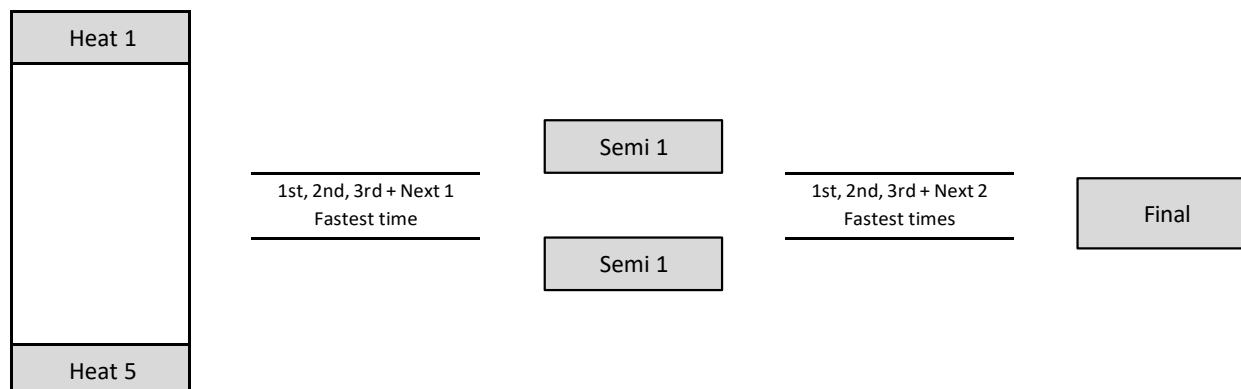 Heat 1
Semi 1
1st, 2nd, 3rd + Next 1
Fastest time
1st, 2nd, 3rd + Next 2
Fastest times
Final
Semi 1
Heat 5